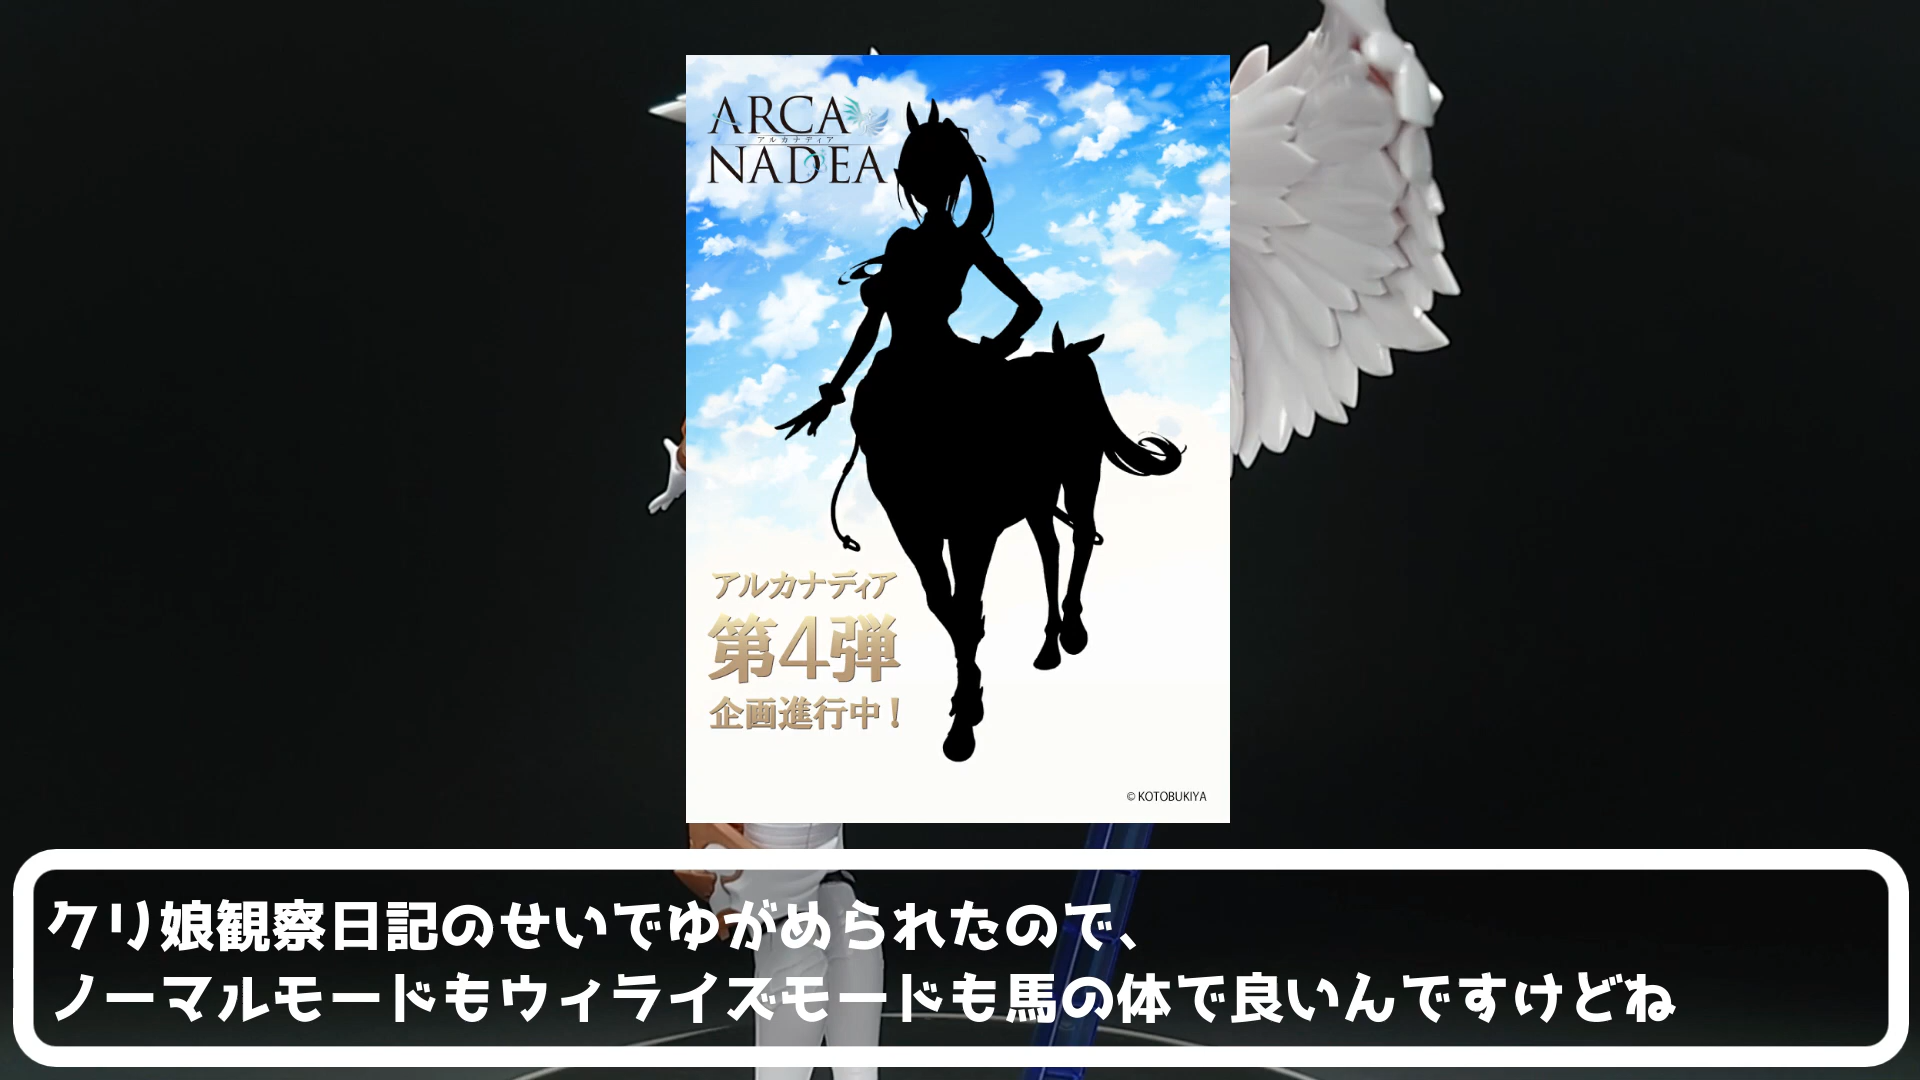 ARCA
アルカナディア
NADEA
アルカナディア
第4弾
企画進行中！
© KOTOBUKIYA
クリ娘観察日記のせいでゆがめられたので、
ノーマルモードもウィライズモードも馬の体で良いんですけどね